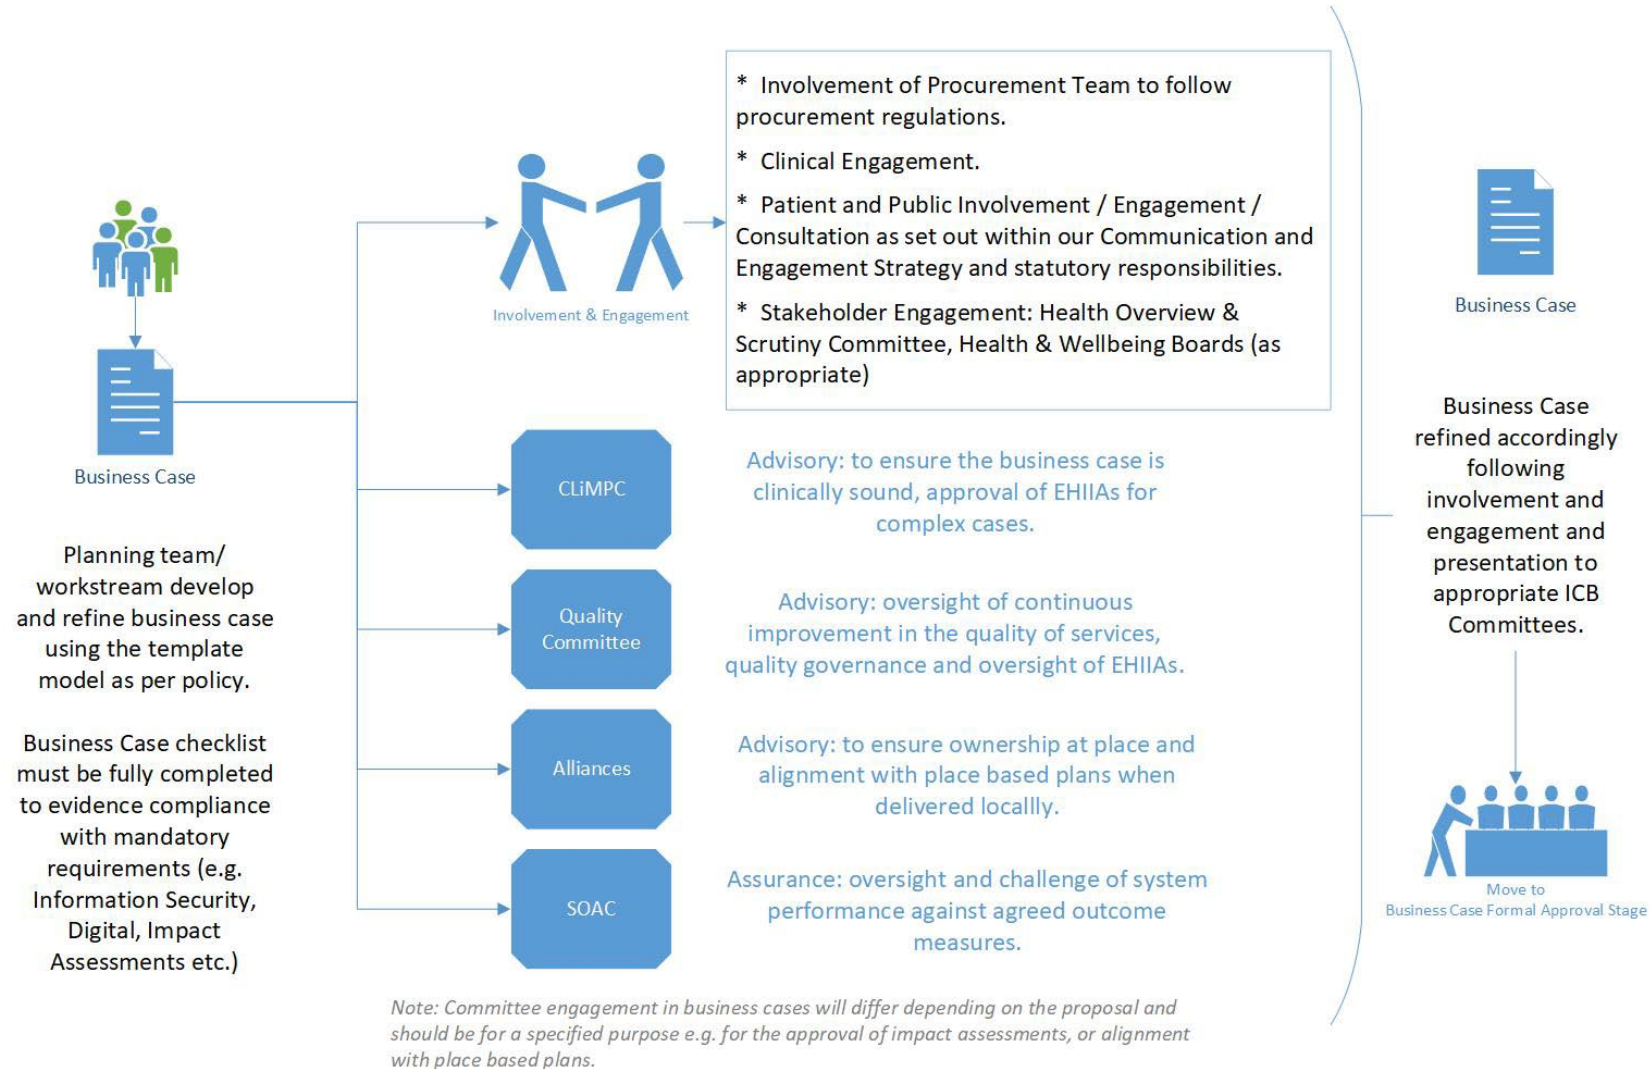 Business Case
Planning team/
workstream develop
and refine business case
using the template
model as per policy.
Business Case checklist
must be fully completed
to evidence compliance
with mandatory
requirements (e.g.
Information Security,
Digital, Impact
Assessments etc.)
Involvement & Engagement
* Involvement of Procurement Team to follow
procurement regulations.
* Clinical Engagement.
* Patient and Public Involvement / Engagement /
Consultation as set out within our Communication and
Engagement Strategy and statutory responsibilities.
* Stakeholder Engagement: Health Overview &
Scrutiny Committee, Health & Wellbeing Boards (as
appropriate)
CLiMPC
Advisory: to ensure the business case is
clinically sound, approval of EHIIAs for
complex cases.
Quality
Committee
Advisory: oversight of continuous
improvement in the quality of services,
quality governance and oversight of EHIIAs.
Alliances
Advisory: to ensure ownership at place and
alignment with place based plans when
delivered locallly.
SOAC
Assurance: oversight and challenge of system
performance against agreed outcome
measures.
Note: Committee engagement in business cases will differ depending on the proposal and
should be for a specified purpose e.g. for the approval of impact assessments, or alignment
with place based plans.
Business Case
Business Case
refined accordingly
following
involvement and
engagement and
presentation to
appropriate ICB
Committees.
Move to
Business Case Formal Approval Stage